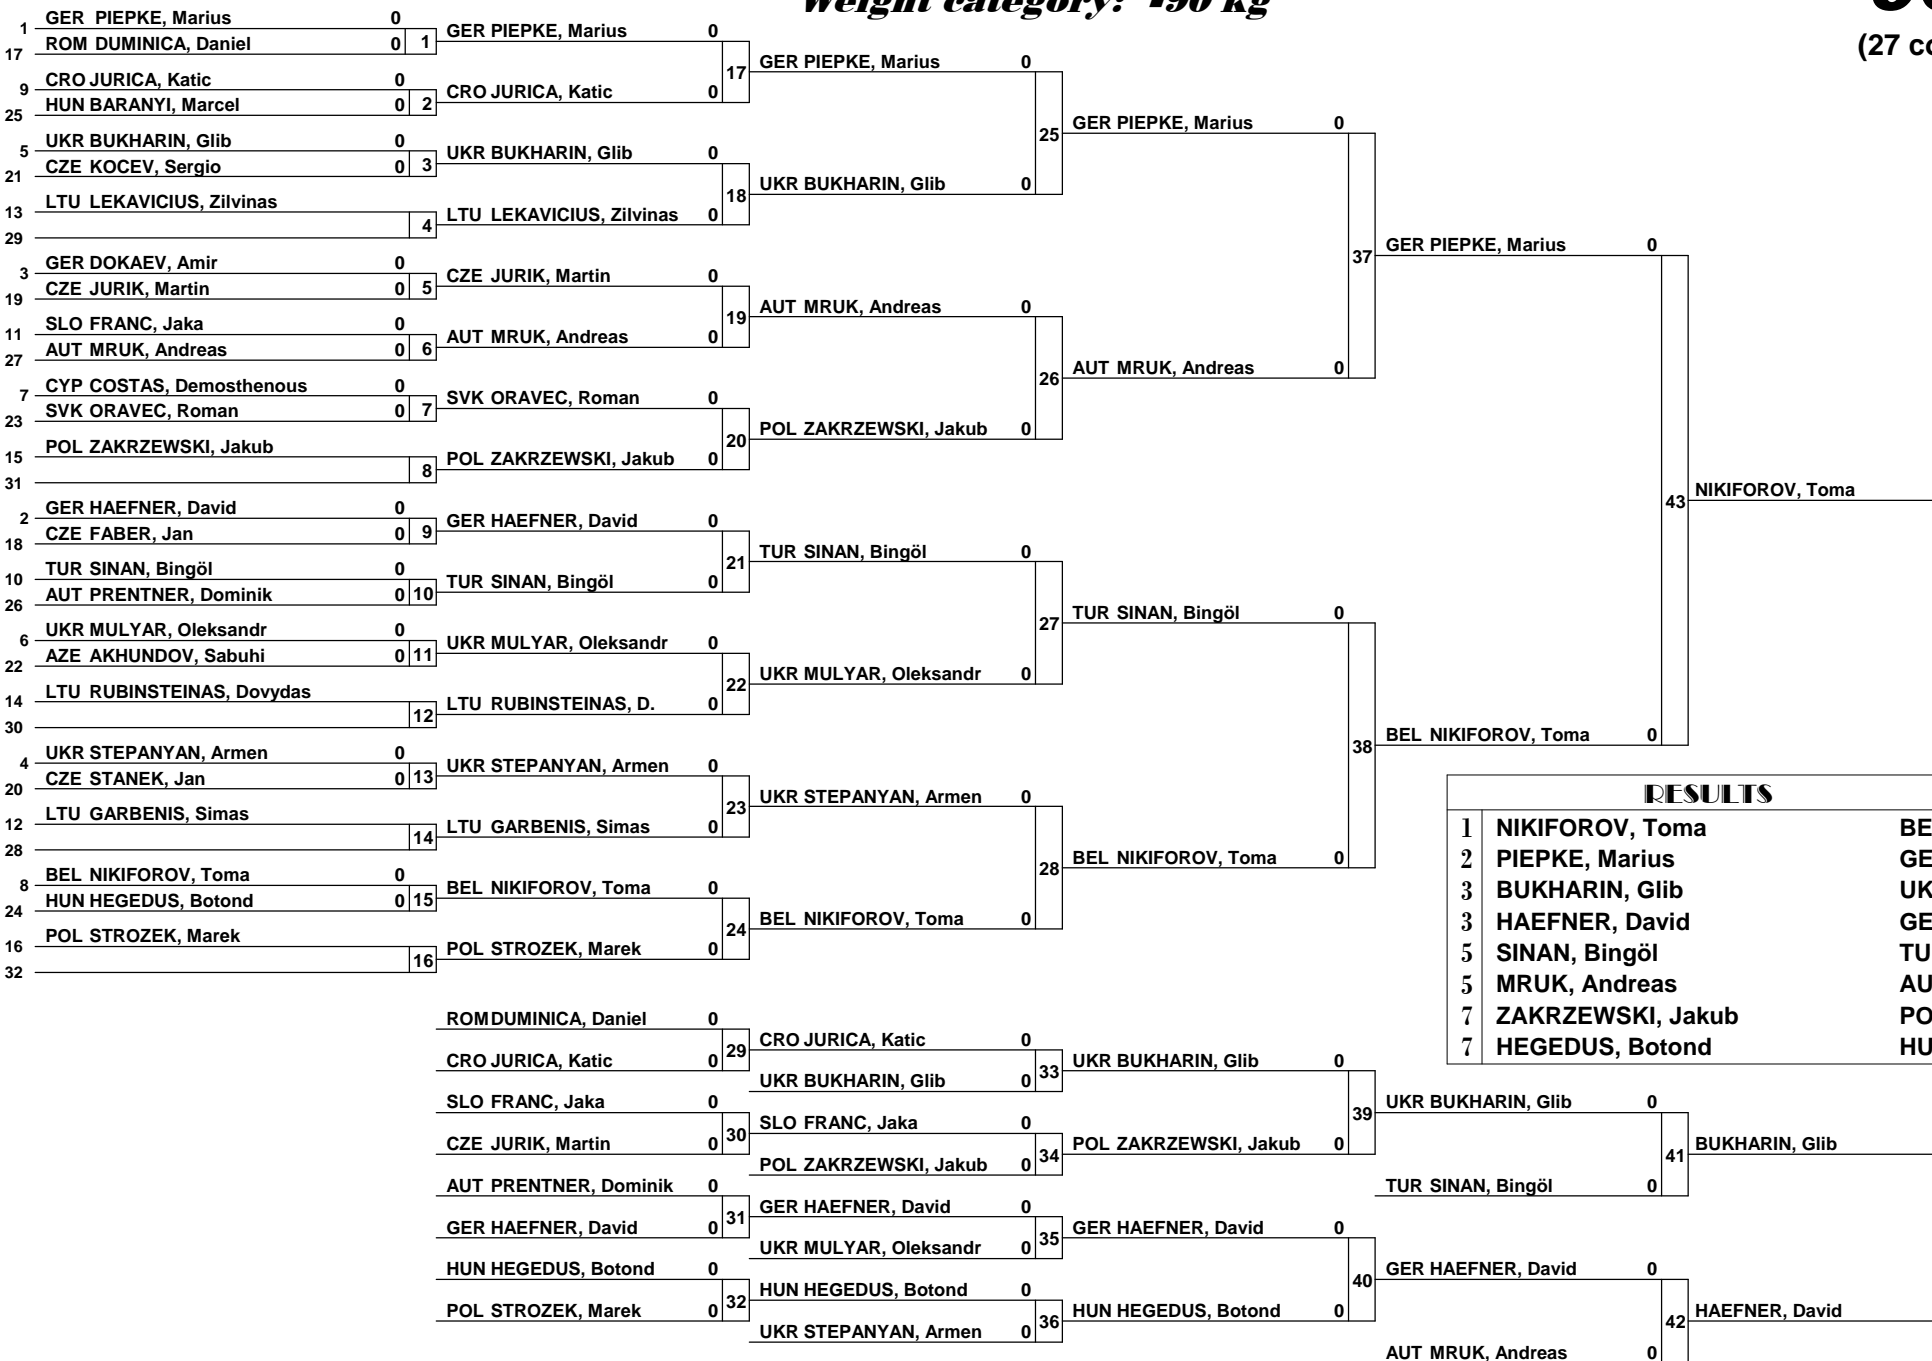 Weight category: -90 kg
(27 co
1 GER PIEPKE, Marius 0
17 ROM DUMINICA, Daniel 0 1
9 CRO JURICA, Katic 0
25 HUN BARANYI, Marcel 0 2
5 UKR BUKHARIN, Glib 0
21 CZE KOCEV, Sergio 0 3
13 LTU LEKAVICIUS, Zilvinas
29 4
3 GER DOKAEV, Amir 0
19 CZE JURIK, Martin 0 5
11 SLO FRANC, Jaka 0
27 AUT MRUK, Andreas 0 6
7 CYP COSTAS, Demosthenous 0
23 SVK ORAVEC, Roman 0 7
15 POL ZAKRZEWSKI, Jakub
31 8
2 GER HAEFNER, David 0
18 CZE FABER, Jan 0 9
10 TUR SINAN, Bingöl 0
26 AUT PRENTNER, Dominik 0 10
6 UKR MULYAR, Oleksandr 0
22 AZE AKHUNDOV, Sabuhi 0 11
14 LTU RUBINSTEINAS, Dovydas
30 12
4 UKR STEPANYAN, Armen 0
20 CZE STANEK, Jan 0 13
12 LTU GARBENIS, Simas
28 14
8 BEL NIKIFOROV, Toma 0
24 HUN HEGEDUS, Botond 0 15
16 POL STROZEK, Marek
32 16
GER PIEPKE, Marius 0
17
CRO JURICA, Katic 0
UKR BUKHARIN, Glib 0
18
LTU LEKAVICIUS, Zilvinas 0
CZE JURIK, Martin 0
19
AUT MRUK, Andreas 0
SVK ORAVEC, Roman 0
20
POL ZAKRZEWSKI, Jakub 0
GER HAEFNER, David 0
21
TUR SINAN, Bingöl 0
UKR MULYAR, Oleksandr 0
22
LTU RUBINSTEINAS, D. 0
UKR STEPANYAN, Armen 0
23
LTU GARBENIS, Simas 0
BEL NIKIFOROV, Toma 0
24
POL STROZEK, Marek 0
GER PIEPKE, Marius 0
25
UKR BUKHARIN, Glib 0
AUT MRUK, Andreas 0
26
POL ZAKRZEWSKI, Jakub 0
TUR SINAN, Bingöl 0
27
UKR MULYAR, Oleksandr 0
UKR STEPANYAN, Armen 0
28
BEL NIKIFOROV, Toma 0
GER PIEPKE, Marius 0
37
AUT MRUK, Andreas 0
TUR SINAN, Bingöl 0
38
BEL NIKIFOROV, Toma 0
GER PIEPKE, Marius 0
43
BEL NIKIFOROV, Toma 0
NIKIFOROV, Toma
RESULTS
1 NIKIFOROV, Toma BE
2 PIEPKE, Marius GE
3 BUKHARIN, Glib UK
3 HAEFNER, David GE
5 SINAN, Bingöl TU
5 MRUK, Andreas AU
7 ZAKRZEWSKI, Jakub PO
7 HEGEDUS, Botond HU
ROM DUMINICA, Daniel 0
29
CRO JURICA, Katic 0
SLO FRANC, Jaka 0
30
CZE JURIK, Martin 0
AUT PRENTNER, Dominik 0
31
GER HAEFNER, David 0
HUN HEGEDUS, Botond 0
32
POL STROZEK, Marek 0
CRO JURICA, Katic 0
33
UKR BUKHARIN, Glib 0
SLO FRANC, Jaka 0
34
POL ZAKRZEWSKI, Jakub 0
GER HAEFNER, David 0
35
UKR MULYAR, Oleksandr 0
HUN HEGEDUS, Botond 0
36
UKR STEPANYAN, Armen 0
UKR BUKHARIN, Glib 0
39
POL ZAKRZEWSKI, Jakub 0
GER HAEFNER, David 0
40
HUN HEGEDUS, Botond 0
UKR BUKHARIN, Glib 0
41
TUR SINAN, Bingöl 0
BUKHARIN, Glib
GER HAEFNER, David 0
42
AUT MRUK, Andreas 0
HAEFNER, David